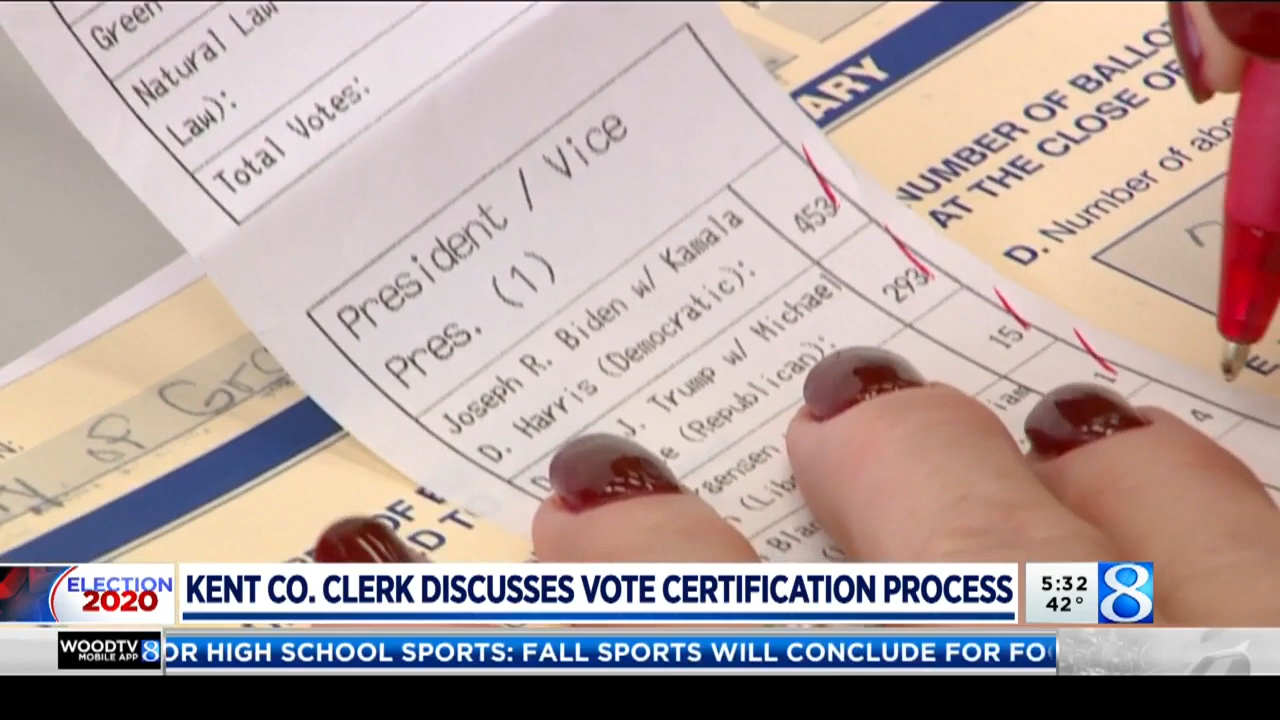 Green
Natural Law
Law):
Total Votes:
President / Vice
Pres. (1)
Joseph R. Biden w/ Kamala
D. Harris (Democratic):
453
J. Trump w/ Michael
(Republican):
293
15
1
4
ARY
NUMBER OF BALLO
AT THE CLOSE OF
D. Number of abs
OF
ELECTION
2020
KENT CO. CLERK DISCUSSES VOTE CERTIFICATION PROCESS
5:32
42°
8
WOODTV 8
MOBILE APP
OR HIGH SCHOOL SPORTS: FALL SPORTS WILL CONCLUDE FOR FO